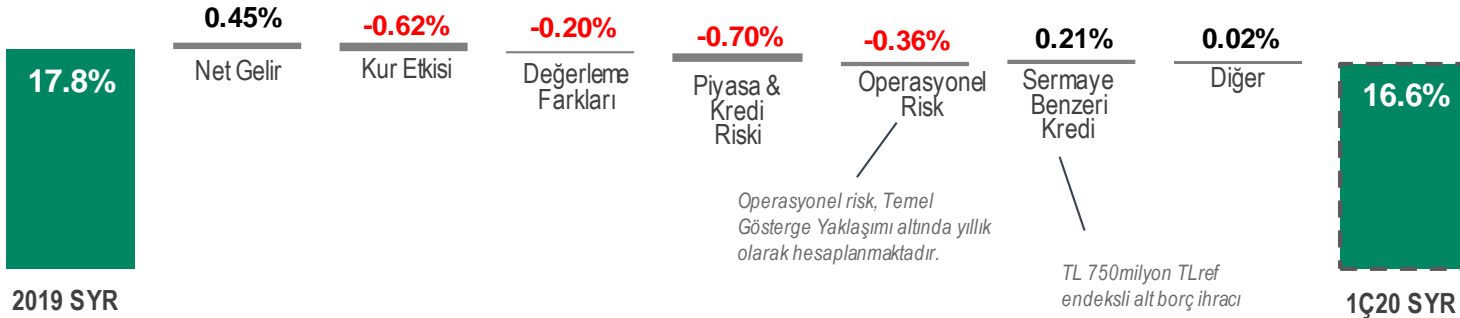 17.8%
2019 SYR
0.45%
Net Gelir
-0.62%
Kur Etkisi
-0.20%
Değerleme
Farkları
-0.70%
Piyasa &
Kredi
Riski
-0.36%
Operasyonel
Risk
0.21%
Sermaye
Benzeri
Kredi
0.02%
Diğer
16.6%
1Ç20 SYR
Operasyonel risk, Temel
Gösterge Yaklaşımı altında yıllık
olarak hesaplanmaktadır.
TL 750milyon TLref
endeksli alt borç ihracı